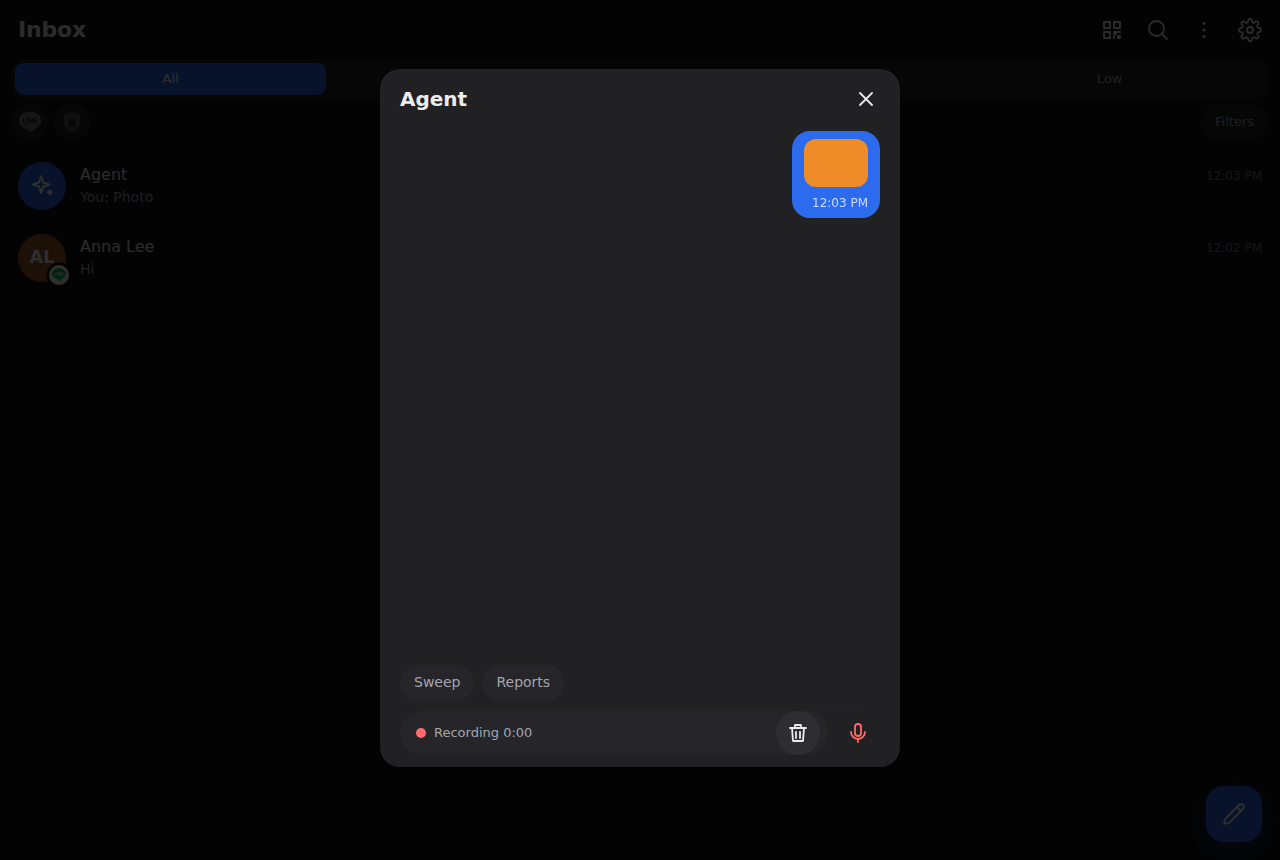 Inbox
All
Low
Filters
Agent
12:03 PM
You: Photo
AL
Anna Lee
12:02 PM
Hi
Agent
12:03 PM
Sweep
Reports
Recording 0:00